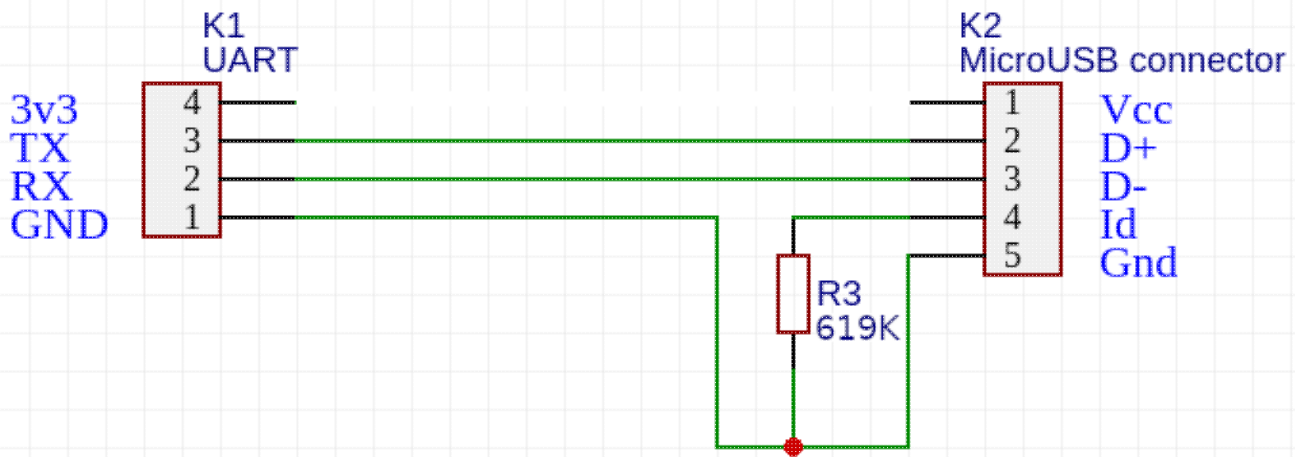 K1
UART
3v3
TX
RX
GND
4
3
2
1
K2
MicroUSB connector
1
2
3
4
5
Vcc
D+
D-
Id
Gnd
R3
619K